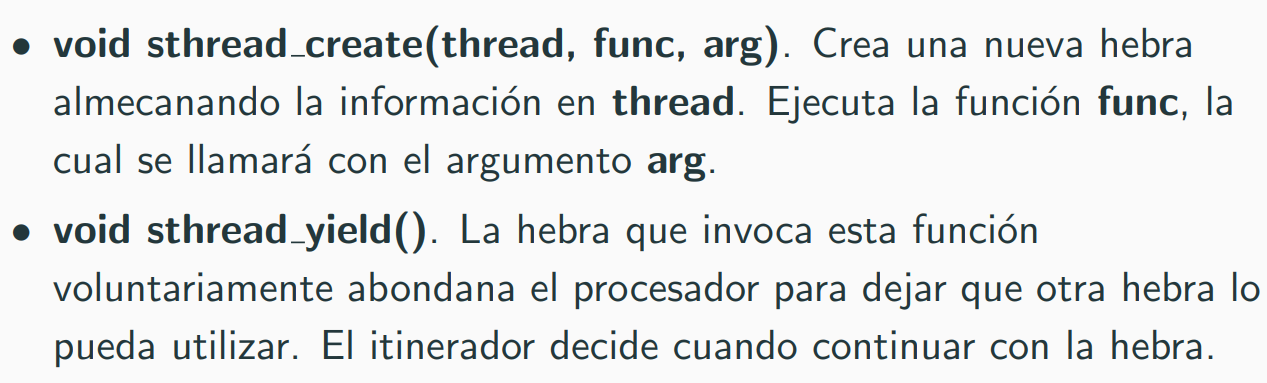 • void sthread_create(thread, func, arg). Crea una nueva hebra
almecanando la información en thread. Ejecuta la función func, la
cual se llamará con el argumento arg.
• void sthread_yield(). La hebra que invoca esta función
voluntariamente abondana el procesador para dejar que otra hebra lo
pueda utilizar. El itinerador decide cuando continuar con la hebra.